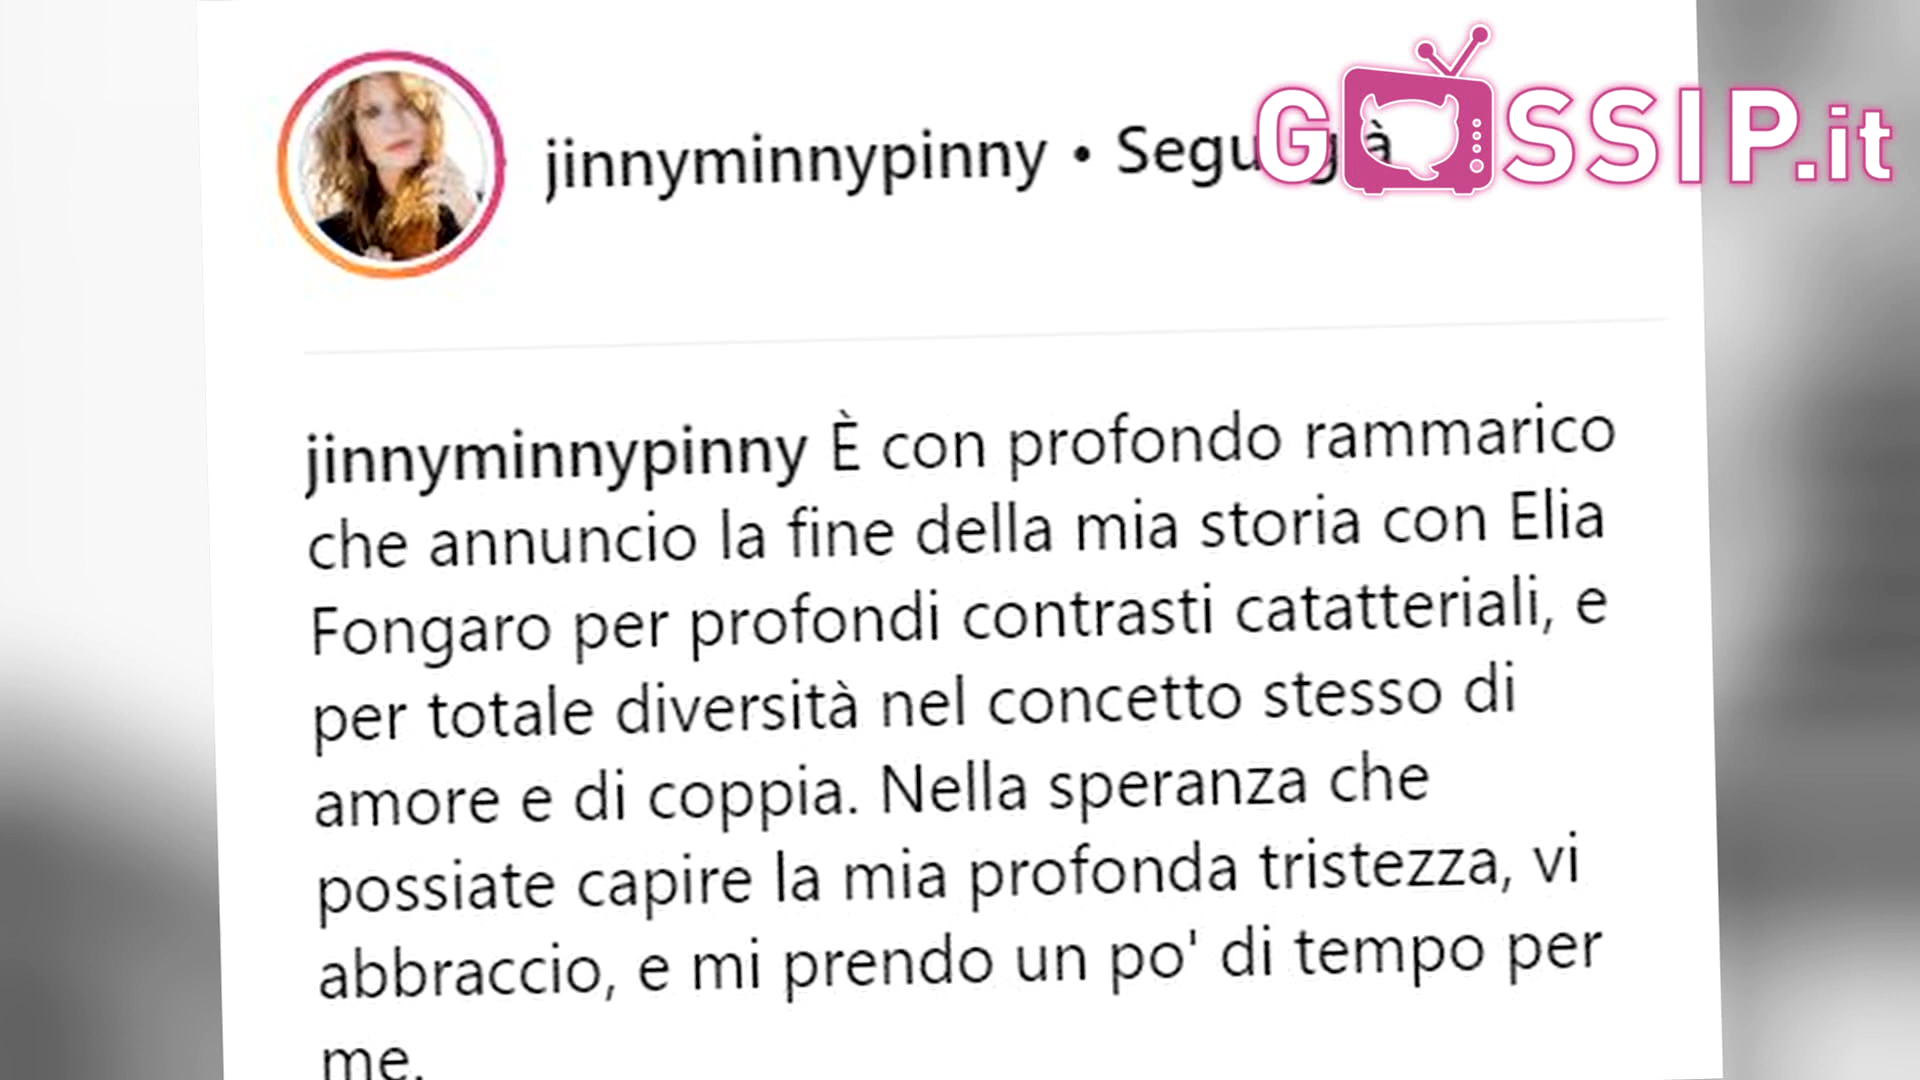 GOSSIP.it
jinnyminnypinny • Segui già
jinnyminnypinny È con profondo rammarico
che annuncio la fine della mia storia con Elia
Fongaro per profondi contrasti catatteriali, e
per totale diversità nel concetto stesso di
amore e di coppia. Nella speranza che
possiate capire la mia profonda tristezza, vi
abbraccio, e mi prendo un po' di tempo per
me.